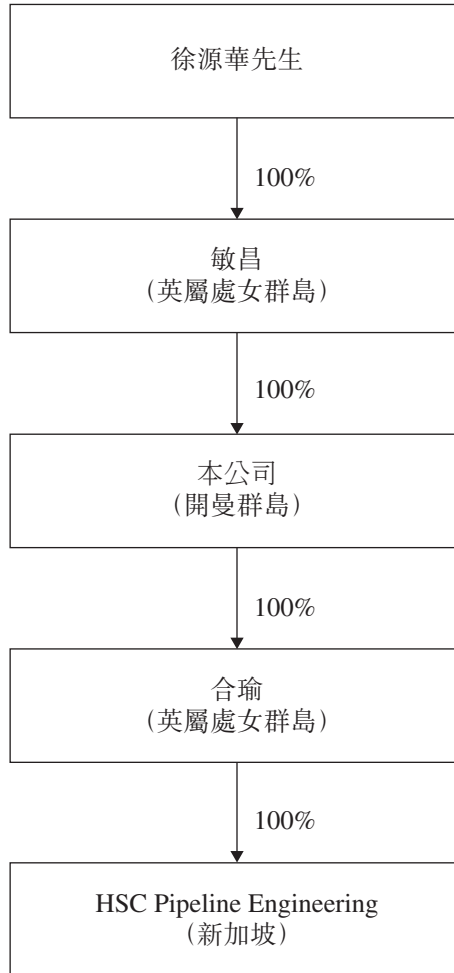 徐源華先生
100%
敏昌
（英屬處女群島）
100%
本公司
（開曼群島）
100%
合瑜
（英屬處女群島）
100%
HSC Pipeline Engineering
（新加坡）